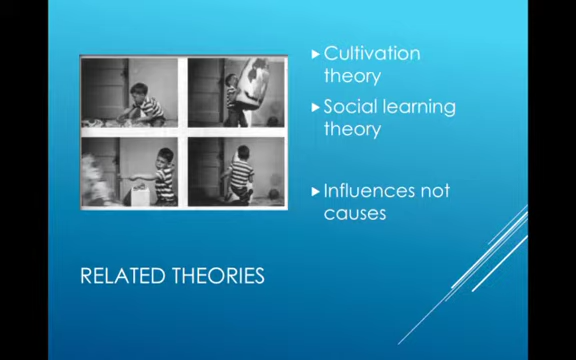 Cultivation
theory
Social learning
theory
Influences not
causes
RELATED THEORIES